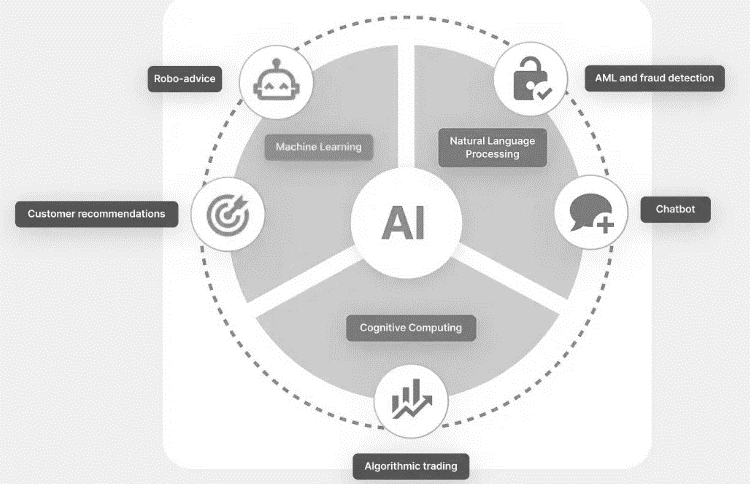 Robo-advice
AML and fraud detection
Machine Learning
Natural Language
Processing
Customer recommendations
AI
Chatbot
Cognitive Computing
Algorithmic trading